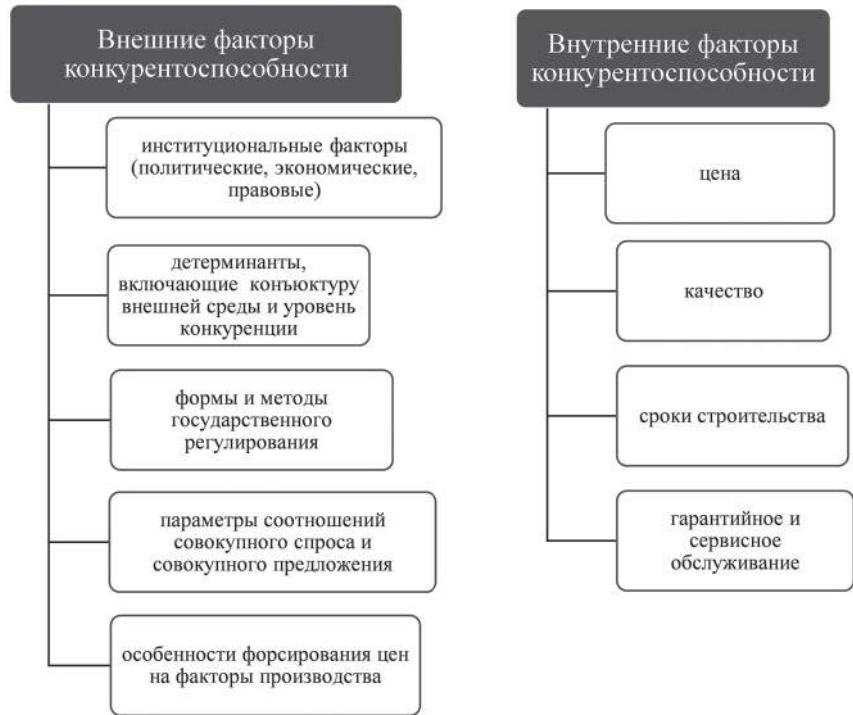 Внешние факторы
конкурентоспособности
институциональные факторы
(политические, экономические,
правовые)
детерминанты,
включающие конъюктуру
внешней среды и уровень
конкуренции
формы и методы
государственного
регулирования
параметры соотношений
совокупного спроса и
совокупного предложения
особенности форсирования цен
на факторы производства
Внутренние факторы
конкурентоспособности
цена
качество
сроки строительства
гарантийное и
сервисное
обслуживание